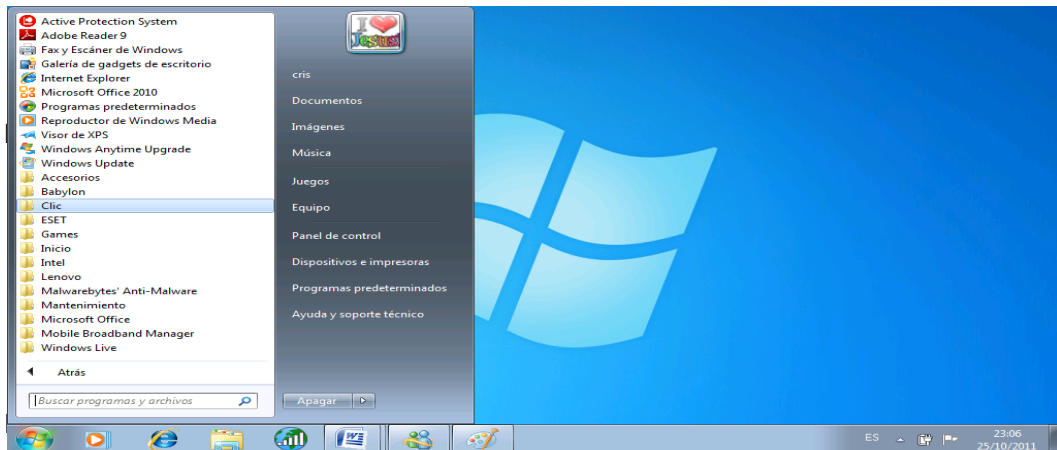 Active Protection System
Adobe Reader 9
Fax y Escáner de Windows
Galería de gadgets de escritorio
Internet Explorer
Microsoft Office 2010
Programas predeterminados
Reproductor de Windows Media
Visor de XPS
Windows Anytime Upgrade
Windows Update
Accesorios
Babylon
Clic
ESET
Games
Inicio
Intel
Lenovo
Malwarebytes' Anti-Malware
Mantenimiento
Microsoft Office
Mobile Broadband Manager
Windows Live
Atrás
Buscar programas y archivos
I
Jesus
cris
Documentos
Imágenes
Música
Juegos
Equipo
Panel de control
Dispositivos e impresoras
Programas predeterminados
Ayuda y soporte técnico
Apagar
ES
23:06
25/10/2011